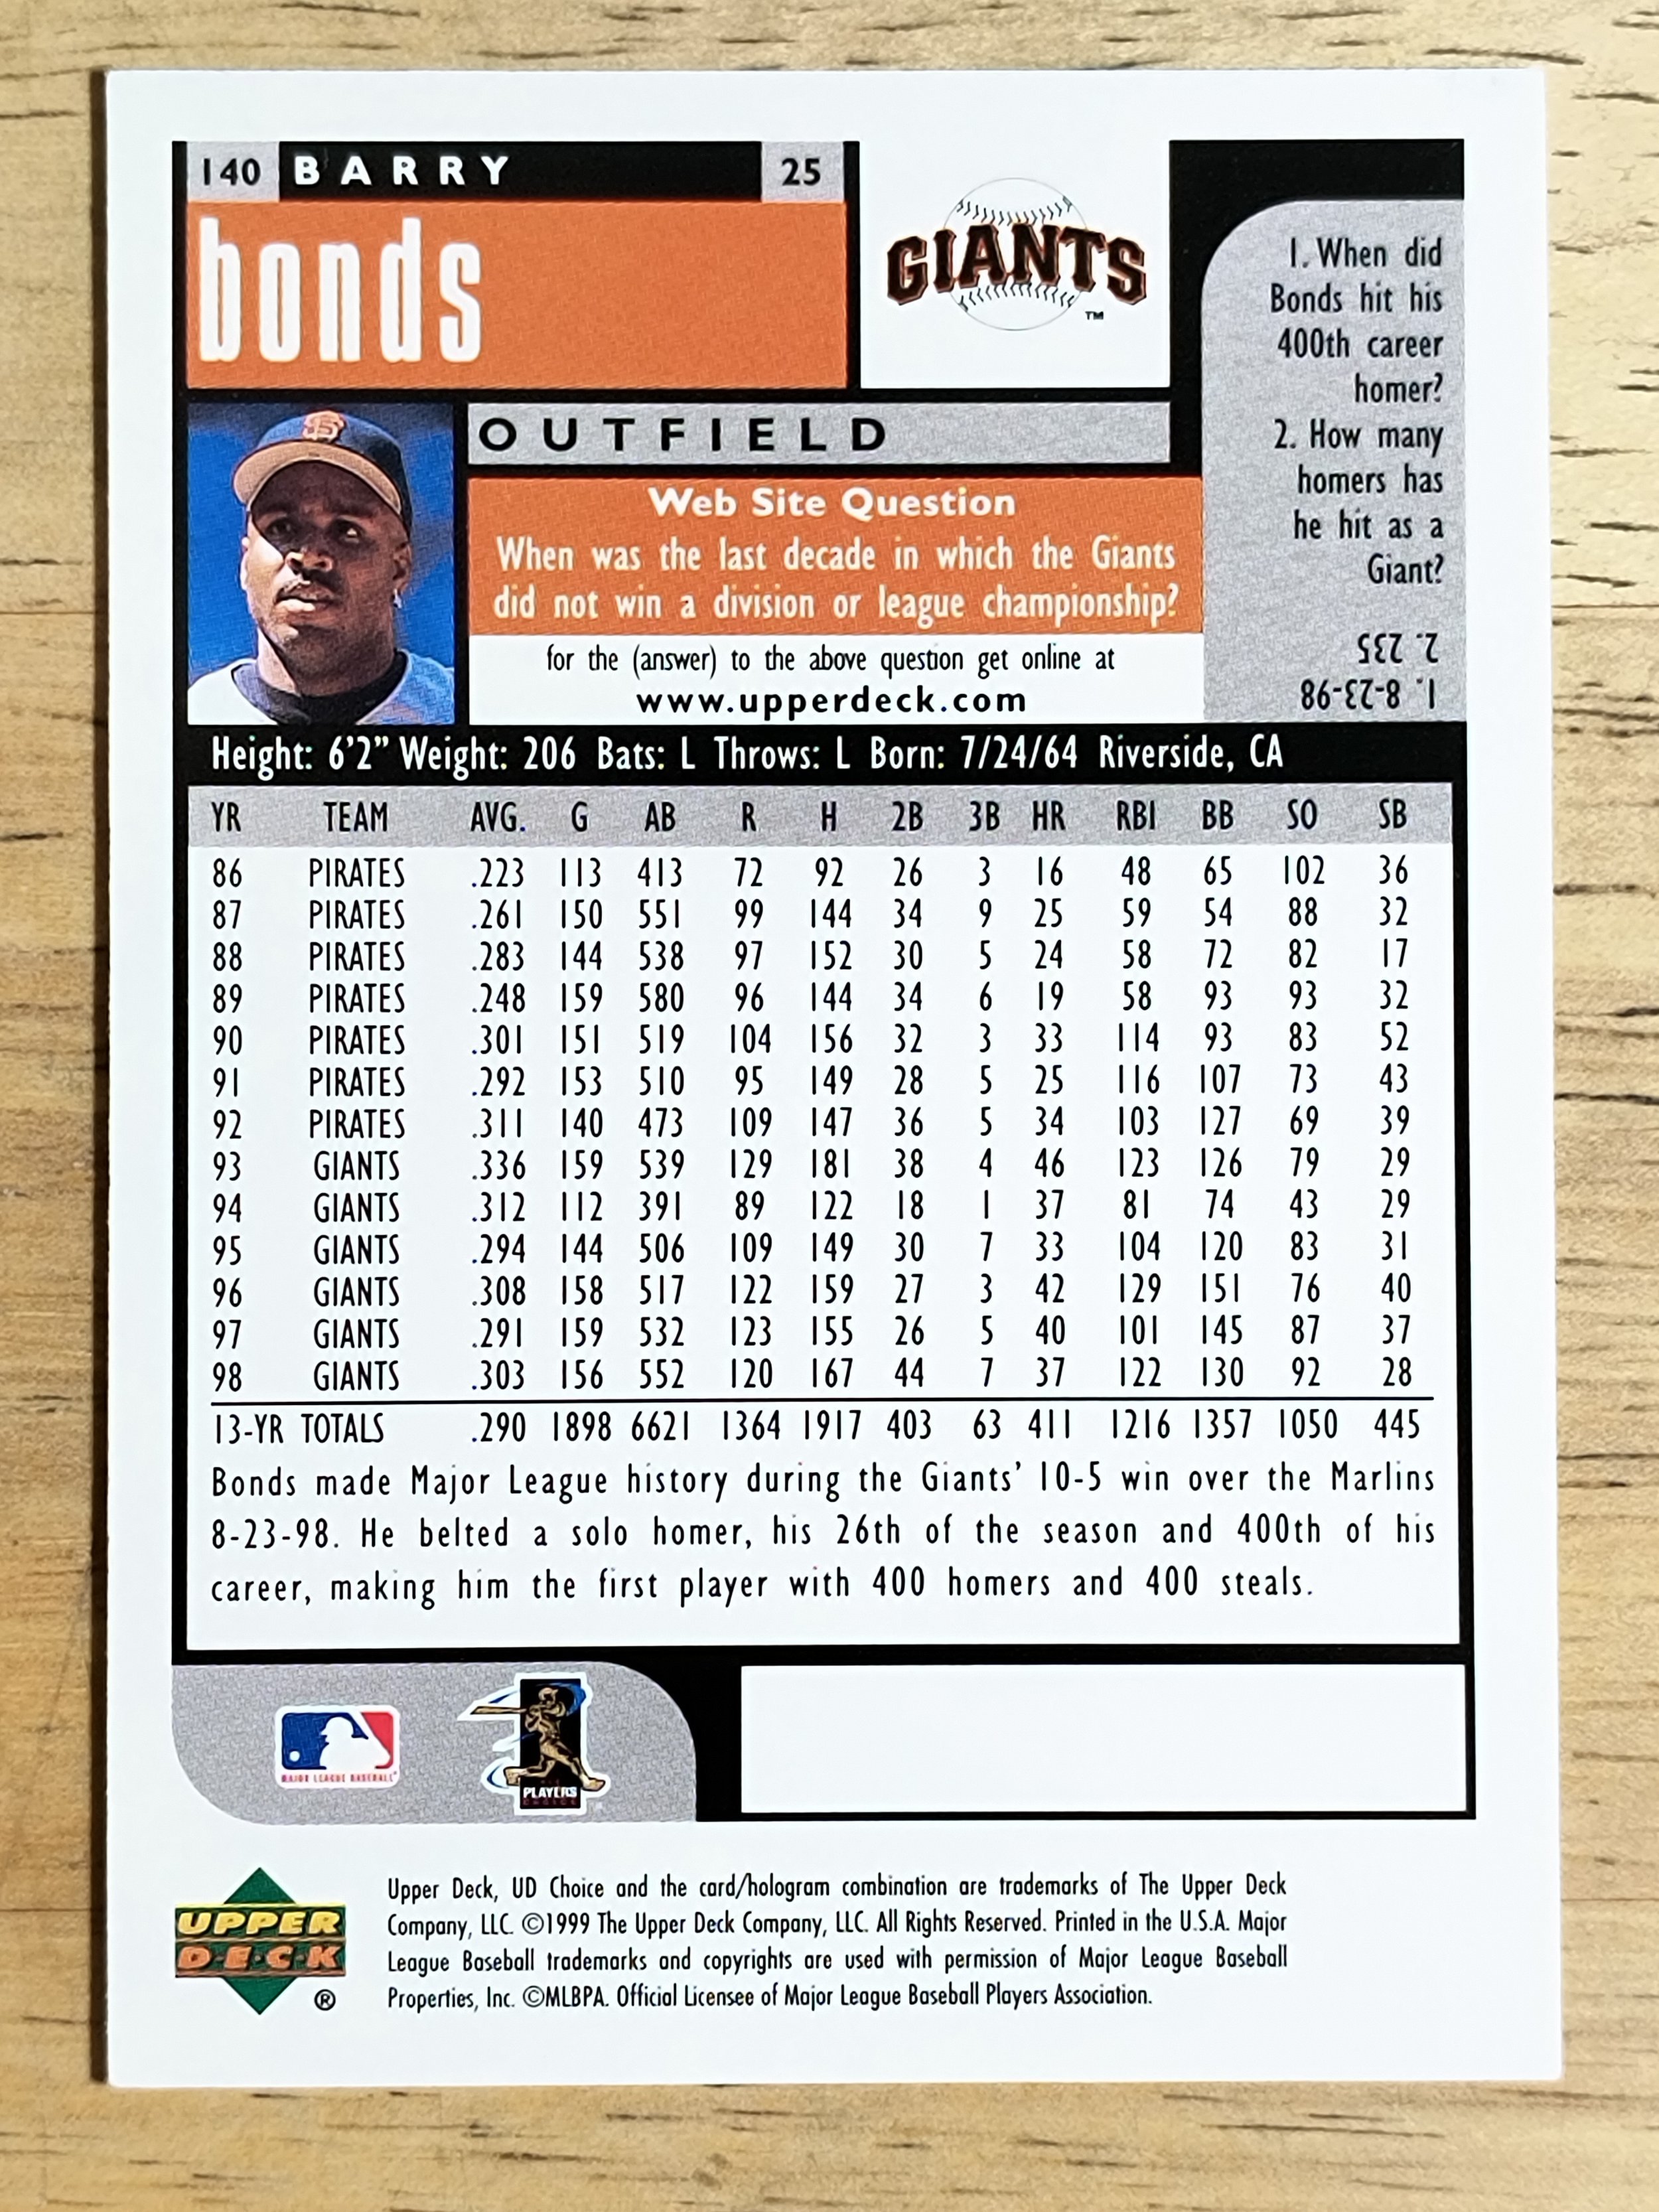 140 BARRY 25
bonds
GIANTS
TM
OUTFIELD
Web Site Question
When was the last decade in which the Giants
did not win a division or league championship?
for the (answer) to the above question get online at
www.upperdeck.com
1. When did
Bonds hit his
400th career
homer?
2. How many
homers has
he hit as a
Giant?
1. 8-23-98
2. 235
Height: 6'2" Weight: 206 Bats: L Throws: L Born: 7/24/64 Riverside, CA
YR TEAM AVG. G AB R H 2B 3B HR RBI BB SO SB
86 PIRATES .223 113 413 72 92 26 3 16 48 65 102 36
87 PIRATES .261 150 551 99 144 34 9 25 59 54 88 32
88 PIRATES .283 144 538 97 152 30 5 24 58 72 82 17
89 PIRATES .248 159 580 96 144 34 6 19 58 93 93 32
90 PIRATES .301 151 519 104 156 32 3 33 114 93 83 52
91 PIRATES .292 153 510 95 149 28 5 25 116 107 73 43
92 PIRATES .311 140 473 109 147 36 5 34 103 127 69 39
93 GIANTS .336 159 539 129 181 38 4 46 123 126 79 29
94 GIANTS .312 112 391 89 122 18 1 37 81 74 43 29
95 GIANTS .294 144 506 109 149 30 7 33 104 120 83 31
96 GIANTS .308 158 517 122 159 27 3 42 129 151 76 40
97 GIANTS .291 159 532 123 155 26 5 40 101 145 87 37
98 GIANTS .303 156 552 120 167 44 7 37 122 130 92 28
13-YR TOTALS .290 1898 6621 1364 1917 403 63 411 1216 1357 1050 445
Bonds made Major League history during the Giants' 10-5 win over the Marlins
8-23-98. He belted a solo homer, his 26th of the season and 400th of his
career, making him the first player with 400 homers and 400 steals.
MAJOR LEAGUE BASEBALL
PLAYERS
CHOICE
UPPER
DECK
®
Upper Deck, UD Choice and the card/hologram combination are trademarks of The Upper Deck
Company, LLC. ©1999 The Upper Deck Company, LLC. All Rights Reserved. Printed in the U.S.A. Major
League Baseball trademarks and copyrights are used with permission of Major League Baseball
Properties, Inc. ©MLBPA. Official Licensee of Major League Baseball Players Association.